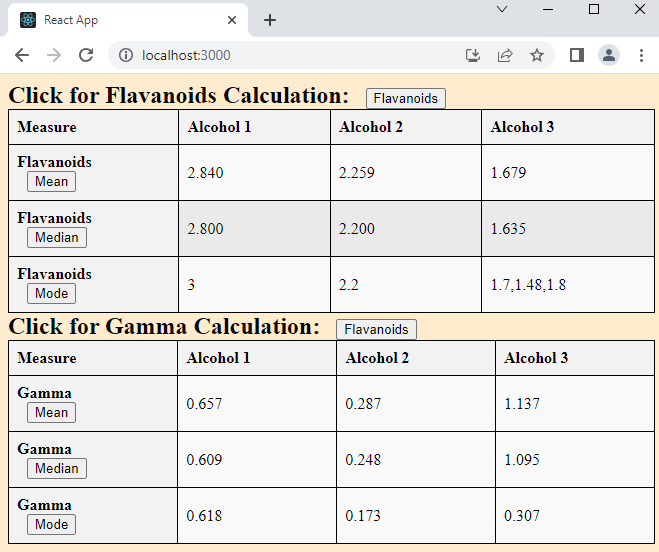 React App
localhost:3000
Click for Flavanoids Calculation: Flavanoids
Measure Alcohol 1 Alcohol 2 Alcohol 3
Flavanoids
Mean 2.840 2.259 1.679
Flavanoids
Median 2.800 2.200 1.635
Flavanoids
Mode 3 2.2 1.7,1.48,1.8
Click for Gamma Calculation: Flavanoids
Measure Alcohol 1 Alcohol 2 Alcohol 3
Gamma
Mean 0.657 0.287 1.137
Gamma
Median 0.609 0.248 1.095
Gamma
Mode 0.618 0.173 0.307